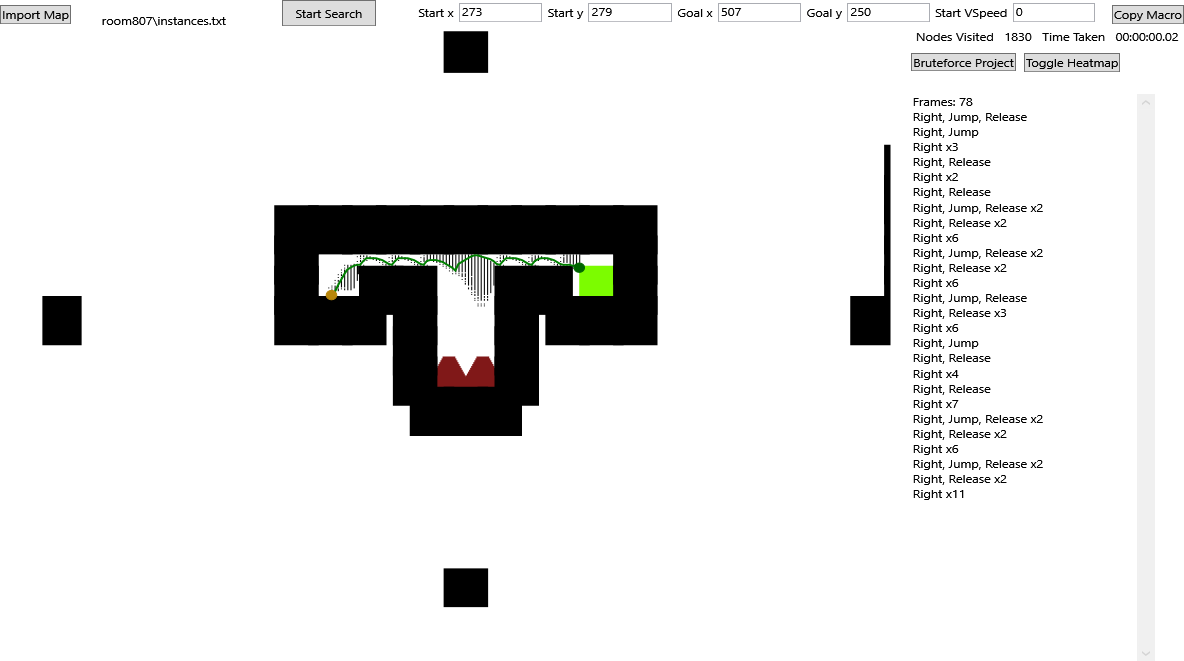 Import Map
room807\instances.txt
Start Search
Start x 273 Start y 279 Goal x 507 Goal y 250 Start VSpeed 0
Copy Macro
Nodes Visited 1830 Time Taken 00:00:00.02
Bruteforce Project Toggle Heatmap
Frames: 78
Right, Jump, Release
Right, Jump
Right x3
Right, Release
Right x2
Right, Release
Right, Jump, Release x2
Right, Release x2
Right x6
Right, Jump, Release x2
Right, Release x2
Right x6
Right, Jump, Release
Right, Release x3
Right x6
Right, Jump
Right, Release
Right x4
Right, Release
Right x7
Right, Jump, Release x2
Right, Release x2
Right x6
Right, Jump, Release x2
Right, Release x2
Right x11